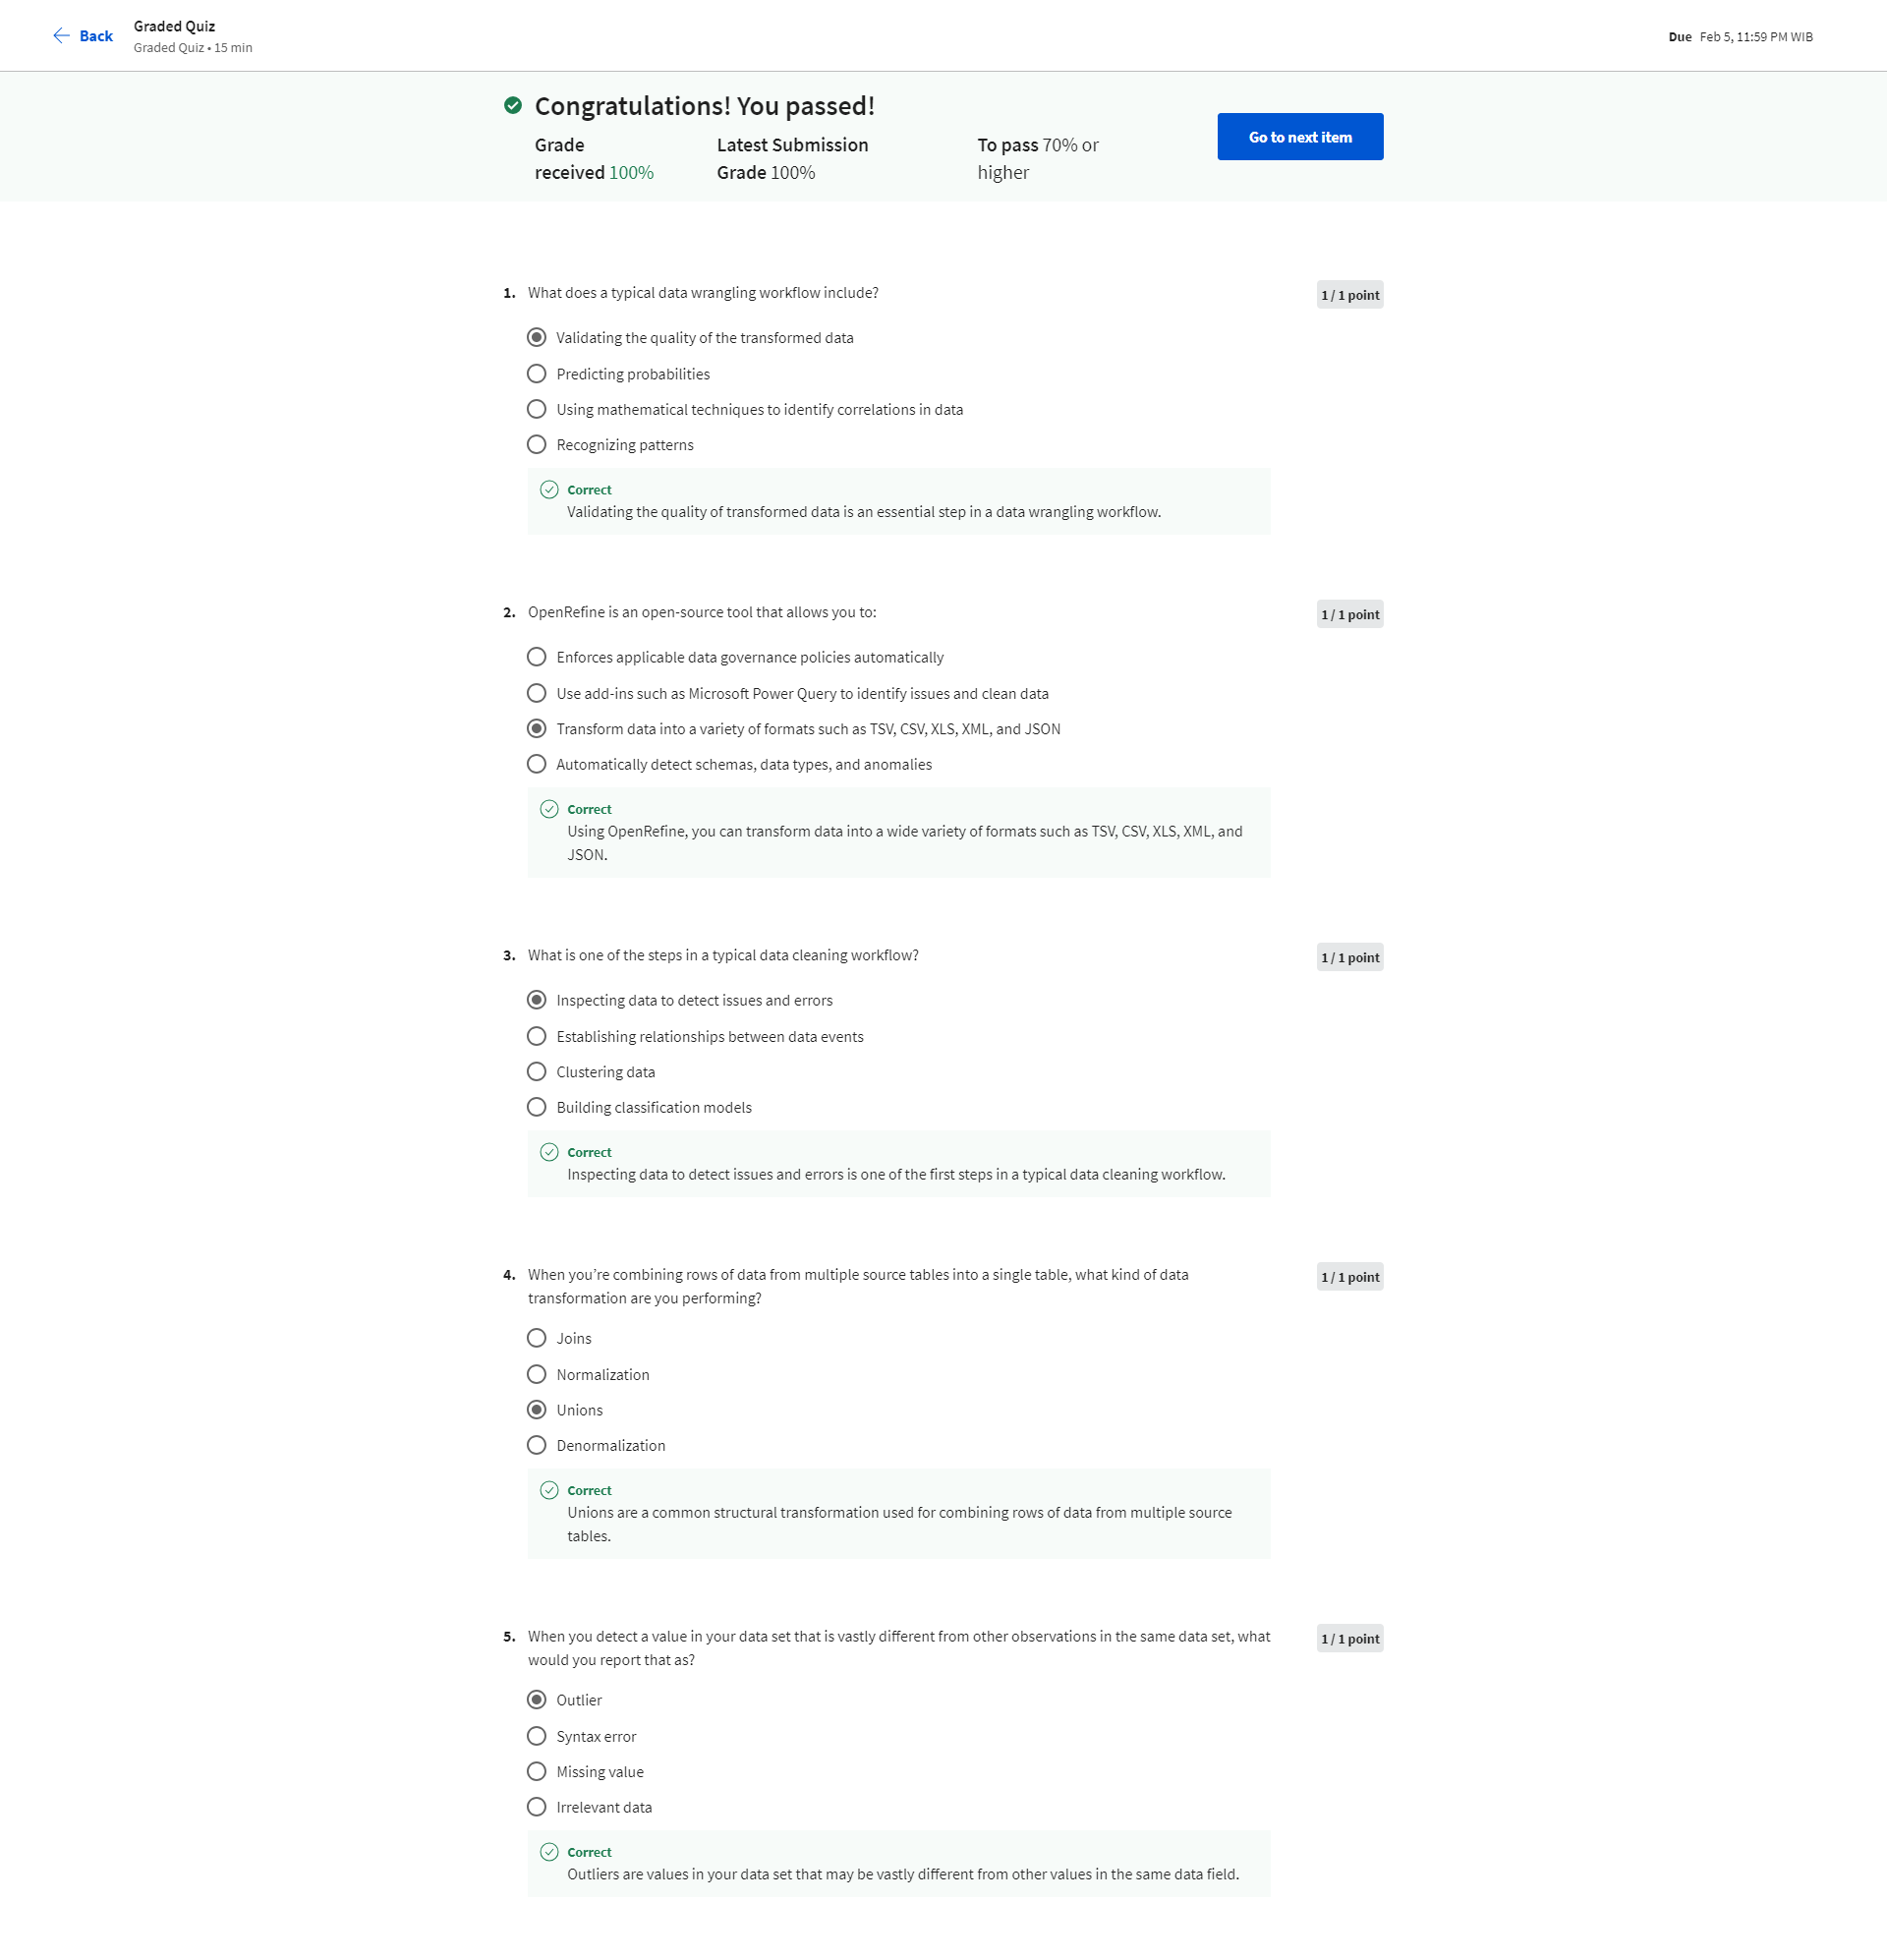 Back
Graded Quiz
Graded Quiz • 15 min
Due Feb 5, 11:59 PM WIB
Congratulations! You passed!
Grade received 100%
Latest Submission Grade 100%
To pass 70% or higher
Go to next item
1. What does a typical data wrangling workflow include?
1 / 1 point
Validating the quality of the transformed data
Predicting probabilities
Using mathematical techniques to identify correlations in data
Recognizing patterns
Correct
Validating the quality of transformed data is an essential step in a data wrangling workflow.
2. OpenRefine is an open-source tool that allows you to:
1 / 1 point
Enforces applicable data governance policies automatically
Use add-ins such as Microsoft Power Query to identify issues and clean data
Transform data into a variety of formats such as TSV, CSV, XLS, XML, and JSON
Automatically detect schemas, data types, and anomalies
Correct
Using OpenRefine, you can transform data into a wide variety of formats such as TSV, CSV, XLS, XML, and
JSON.
3. What is one of the steps in a typical data cleaning workflow?
1 / 1 point
Inspecting data to detect issues and errors
Establishing relationships between data events
Clustering data
Building classification models
Correct
Inspecting data to detect issues and errors is one of the first steps in a typical data cleaning workflow.
4. When you’re combining rows of data from multiple source tables into a single table, what kind of data
transformation are you performing?
1 / 1 point
Joins
Normalization
Unions
Denormalization
Correct
Unions are a common structural transformation used for combining rows of data from multiple source
tables.
5. When you detect a value in your data set that is vastly different from other observations in the same data set, what
would you report that as?
1 / 1 point
Outlier
Syntax error
Missing value
Irrelevant data
Correct
Outliers are values in your data set that may be vastly different from other values in the same data field.